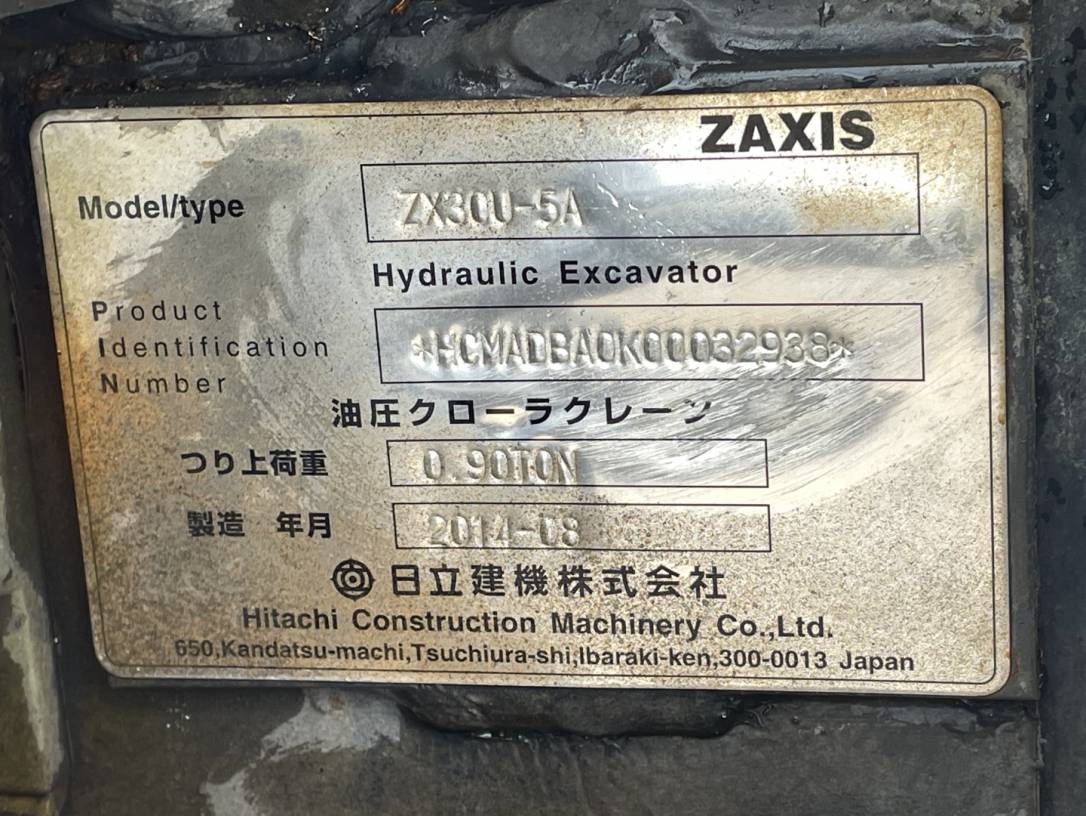 ZAXIS
Model/type ZX30U-5A
Hydraulic Excavator
Product
Identification *HCMADBA0K00032938*
Number
油圧クローラクレーン
つり上荷重 0.90TON
製造 年月 2014-08
日立建機株式会社
Hitachi Construction Machinery Co.,Ltd.
650,Kandatsu-machi,Tsuchiura-shi,Ibaraki-ken,300-0013 Japan